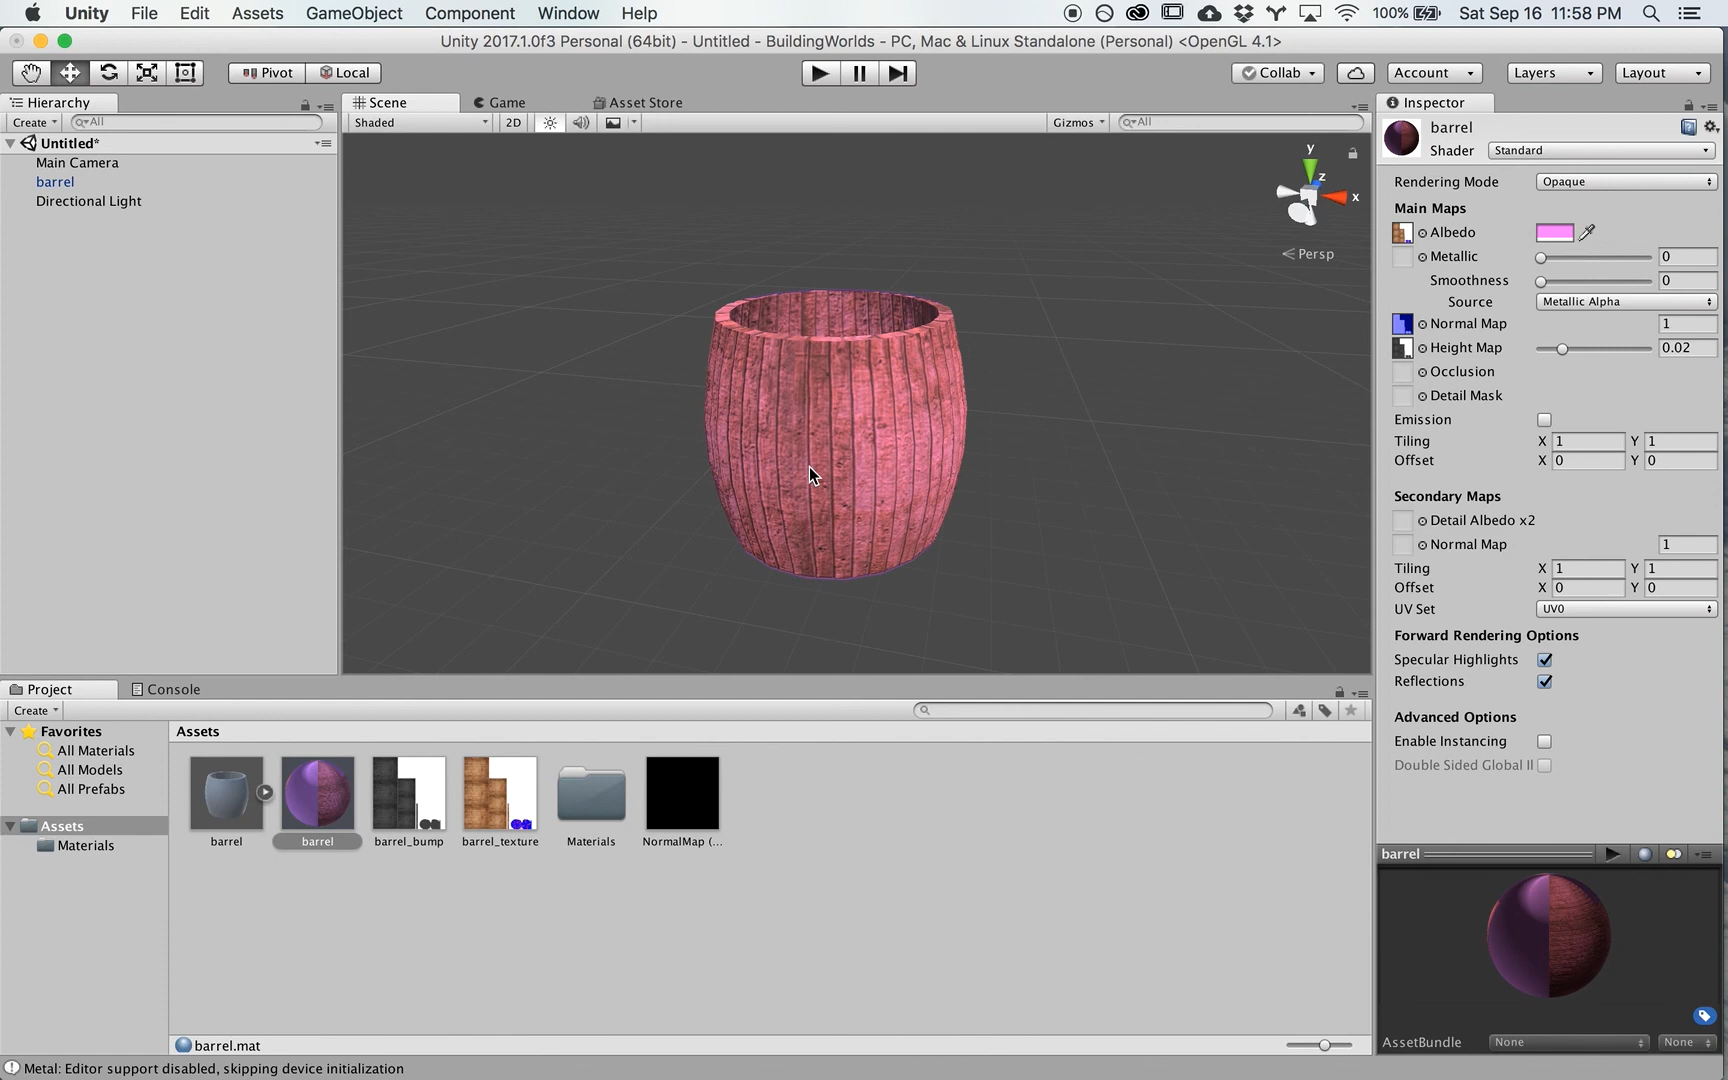 Unity File Edit Assets GameObject Component Window Help 100% Sat Sep 16 11:58 PM
Unity 2017.1.0f3 Personal (64bit) - Untitled - BuildingWorlds - PC, Mac & Linux Standalone (Personal) <OpenGL 4.1>
Pivot Local Collab Account Layers Layout
Hierarchy Scene Game Asset Store Inspector
Create All Shaded 2D Gizmos All
Untitled*
Main Camera
barrel
Directional Light
y
z
x
Persp
barrel
Shader Standard
Rendering Mode Opaque
Main Maps
Albedo
Metallic 0
Smoothness 0
Source Metallic Alpha
Normal Map 1
Height Map 0.02
Occlusion
Detail Mask
Emission
Tiling X 1 Y 1
Offset X 0 Y 0
Secondary Maps
Detail Albedo x2
Normal Map 1
Tiling X 1 Y 1
Offset X 0 Y 0
UV Set UV0
Forward Rendering Options
Specular Highlights
Reflections
Advanced Options
Enable Instancing
Double Sided Global Il
Project Console
Create
Favorites
All Materials
All Models
All Prefabs
Assets
Materials
Assets
barrel barrel barrel_bump barrel_texture Materials NormalMap (...
barrel.mat
barrel
AssetBundle None None
Metal: Editor support disabled, skipping device initialization